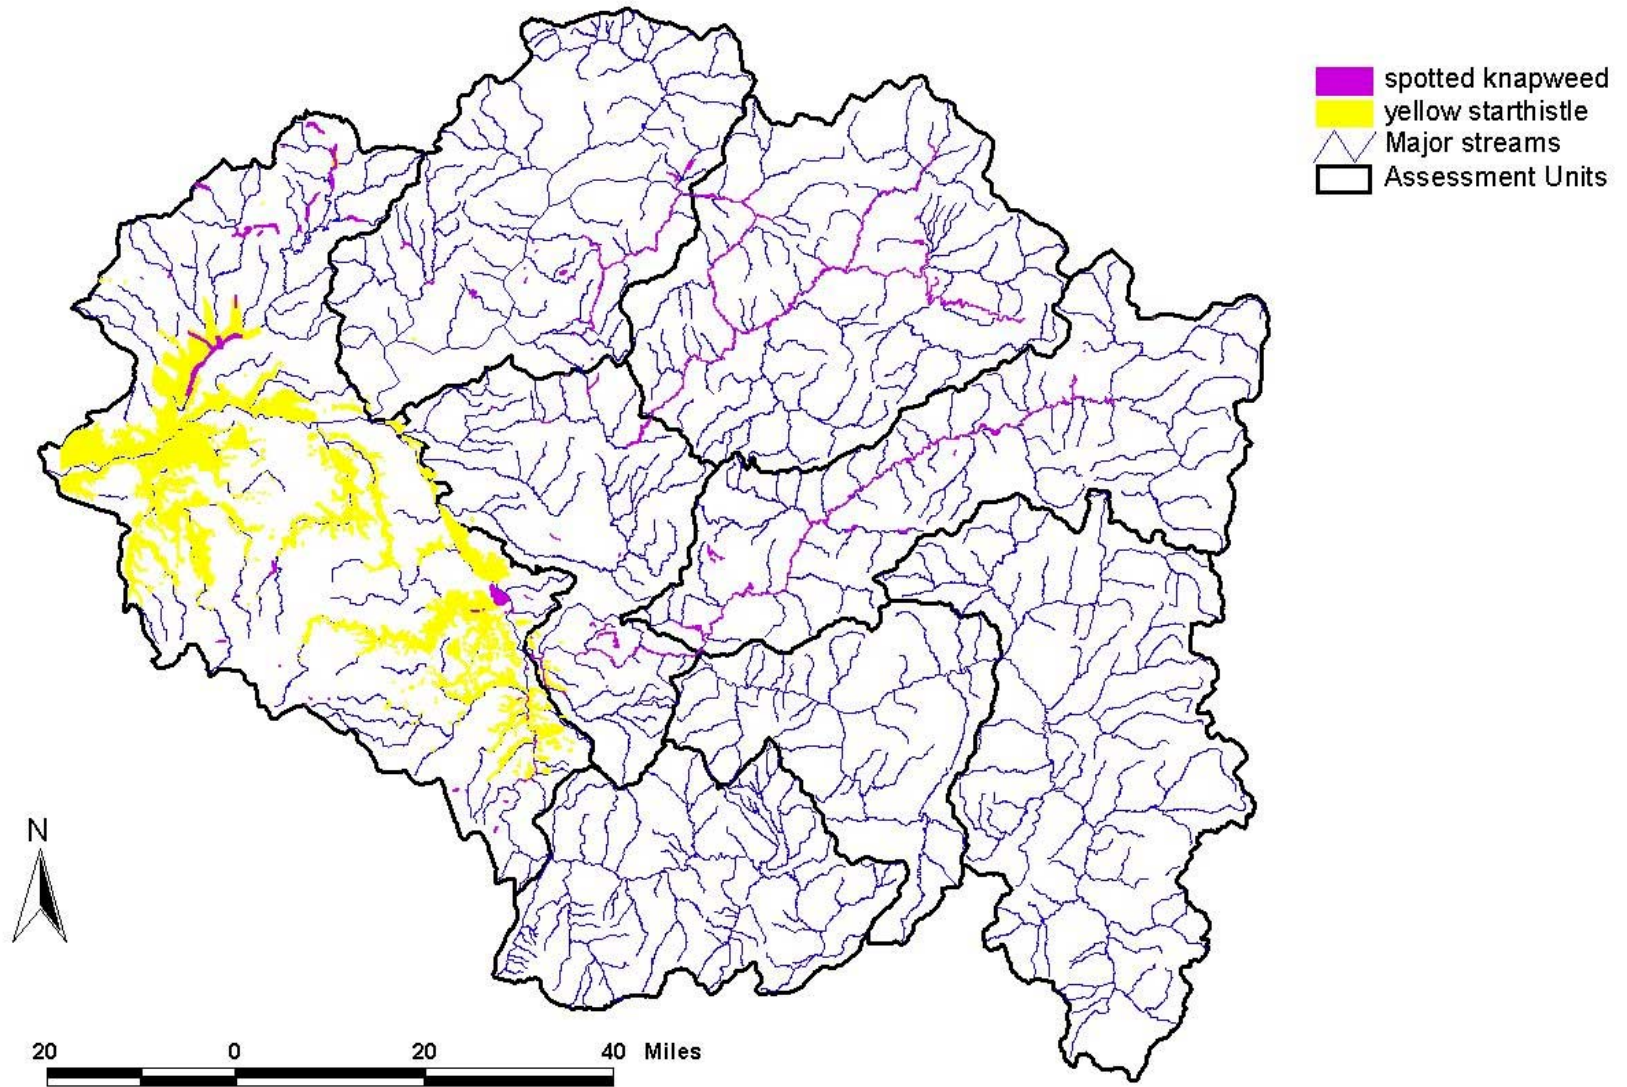 spotted knapweed
yellow starthistle
Major streams
Assessment Units
N
20 0 20 40 Miles